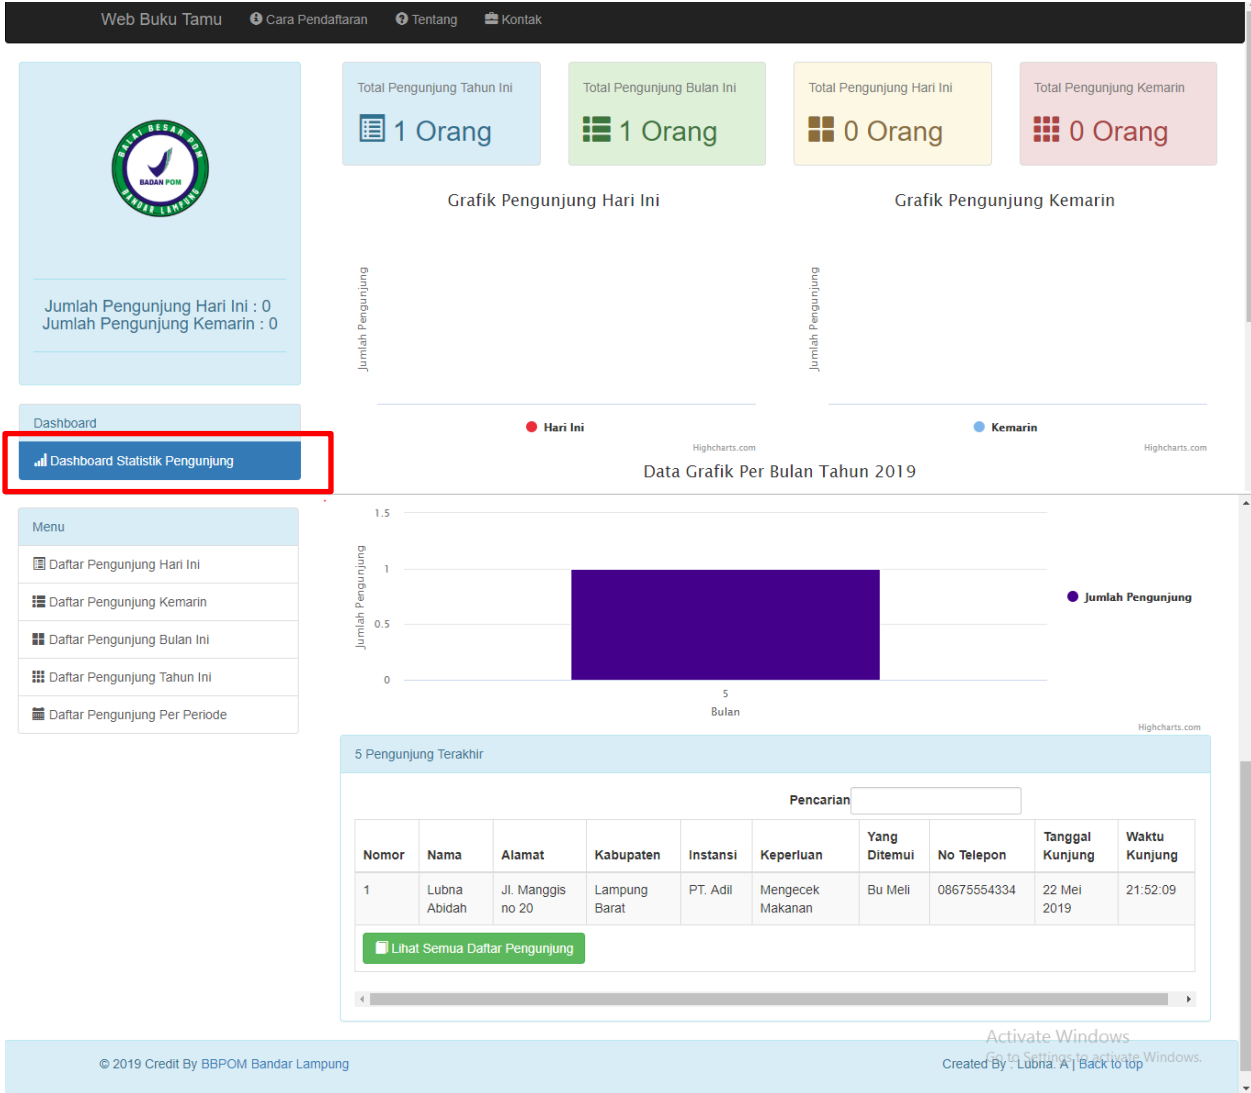 Web Buku Tamu
Cara Pendaftaran
Tentang
Kontak
BALAI BESAR POM
BADAN POM
BANDAR LAMPUNG
Jumlah Pengunjung Hari Ini : 0
Jumlah Pengunjung Kemarin : 0
Dashboard
Dashboard Statistik Pengunjung
Menu
Daftar Pengunjung Hari Ini
Daftar Pengunjung Kemarin
Daftar Pengunjung Bulan Ini
Daftar Pengunjung Tahun Ini
Daftar Pengunjung Per Periode
Total Pengunjung Tahun Ini
1 Orang
Total Pengunjung Bulan Ini
1 Orang
Total Pengunjung Hari Ini
0 Orang
Total Pengunjung Kemarin
0 Orang
Grafik Pengunjung Hari Ini
Jumlah Pengunjung
Hari Ini
Highcharts.com
Grafik Pengunjung Kemarin
Jumlah Pengunjung
Kemarin
Highcharts.com
Data Grafik Per Bulan Tahun 2019
1.5
1
0.5
0
Jumlah Pengunjung
5
Bulan
Jumlah Pengunjung
Highcharts.com
5 Pengunjung Terakhir
Pencarian
Nomor Nama Alamat Kabupaten Instansi Keperluan Yang Ditemui No Telepon Tanggal Kunjung Waktu Kunjung
1 Lubna Abidah Jl. Manggis no 20 Lampung Barat PT. Adil Mengecek Makanan Bu Meli 08675554334 22 Mei 2019 21:52:09
Lihat Semua Daftar Pengunjung
Activate Windows
Go to Settings to activate Windows.
© 2019 Credit By BBPOM Bandar Lampung
Created By : Lubna. A | Back to top